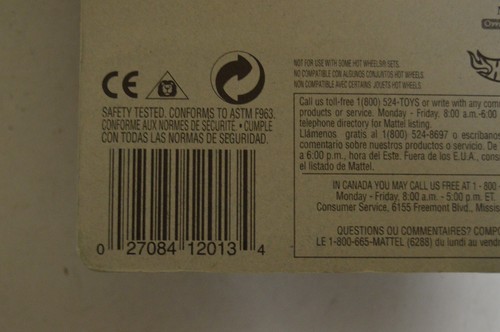 CE
SAFETY TESTED. CONFORMS TO ASTM F963.
CONFORME AUX NORMES DE SÉCURITÉ • CUMPLE
CON TODAS LAS NORMAS DE SEGURIDAD.
0 27084 12013 4
NOT FOR USE WITH SOME HOT WHEELS® SETS.
NO COMPATIBLE CON ALGUNOS CONJUNTOS HOT WHEELS.
NON COMPATIBLE AVEC CERTAINS JOUETS HOT WHEELS.
Call us toll-free 1(800) 524-TOYS or write with any com
products or service. Monday - Friday, 8:00 a.m. -6:00
telephone directory for Mattel listing.
Llámenos gratis al 1(800) 524-8697 o escríbanos
comentario sobre nuestros productos o servicio. De
a 6:00 p.m., hora del Este. Fuera de los E.U.A., cons
el listado de Mattel.
IN CANADA YOU MAY CALL US FREE AT 1 - 800
Monday - Friday, 8:00 a.m. - 5:00 p.m. ET.
Consumer Service, 6155 Freemont Blvd., Missis
QUESTIONS OU COMMENTAIRES? COMP
LE 1-800-665-MATTEL (6288) du lundi au vend